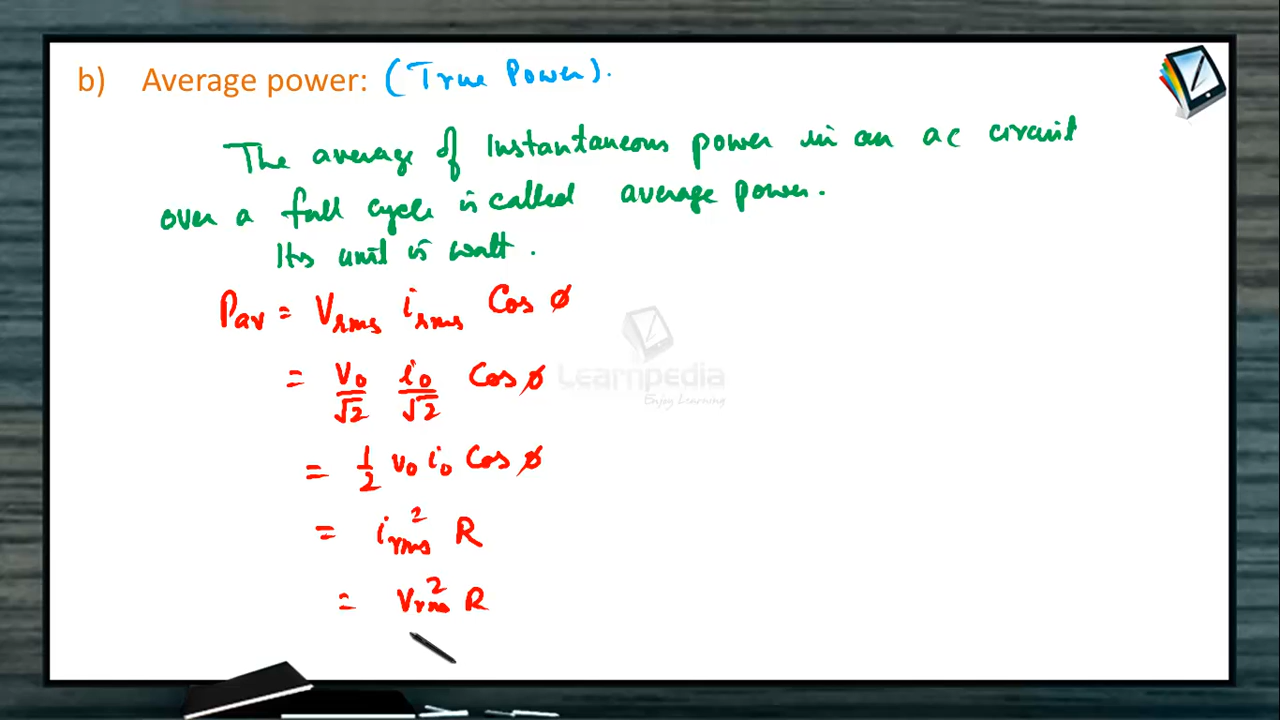 b) Average power: (True Power).
The average of instantaneous power in an ac circuit
over a full cycle is called average power.
Its unit is watt.
Pav = Vrms irms Cos ø
= V0/√2 i0/√2 Cos ø
= 1/2 V0 i0 Cos ø
= irms² R
= Vrms² R
Learnpedia
Enjoy Learning